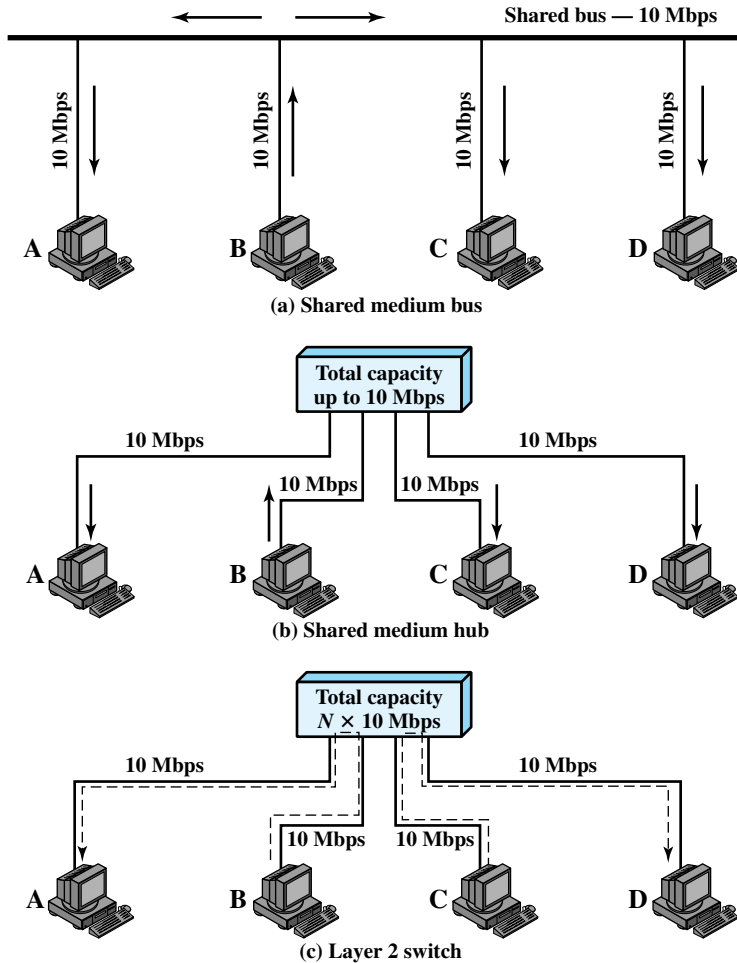 Shared bus — 10 Mbps
10 Mbps
10 Mbps
10 Mbps
10 Mbps
A
B
C
D
(a) Shared medium bus
Total capacity
up to 10 Mbps
10 Mbps
10 Mbps
10 Mbps
10 Mbps
A
B
C
D
(b) Shared medium hub
Total capacity
N × 10 Mbps
10 Mbps
10 Mbps
10 Mbps
10 Mbps
A
B
C
D
(c) Layer 2 switch